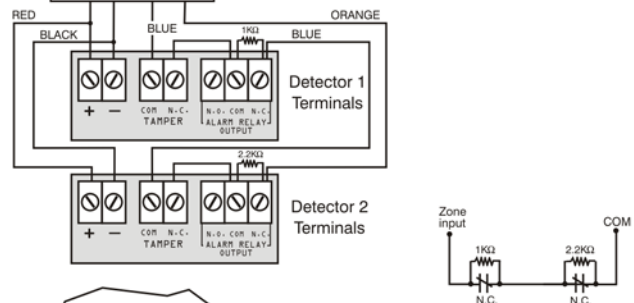 RED
ORANGE
BLACK
BLUE
1KΩ
BLUE
Detector 1
Terminals
+ −
COM N.C.
TAMPER
N.O. COM N.C.
ALARM RELAY
OUTPUT
2.2KΩ
Detector 2
Terminals
+ −
COM N.C.
TAMPER
N.O. COM N.C.
ALARM RELAY
OUTPUT
Zone
input
COM
1KΩ
2.2KΩ
N.C.
N.C.